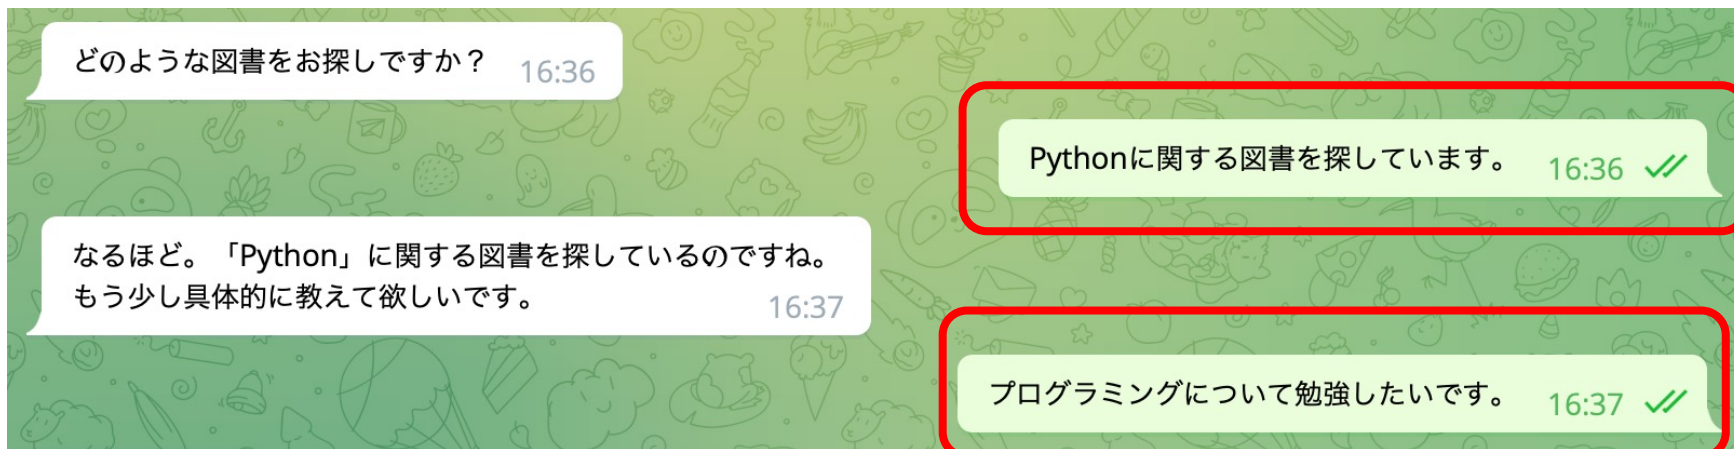 どのような図書をお探しですか？ 16:36
Pythonに関する図書を探しています。 16:36
なるほど。「Python」に関する図書を探しているのですね。
もう少し具体的に教えて欲しいです。 16:37
プログラミングについて勉強したいです。 16:37